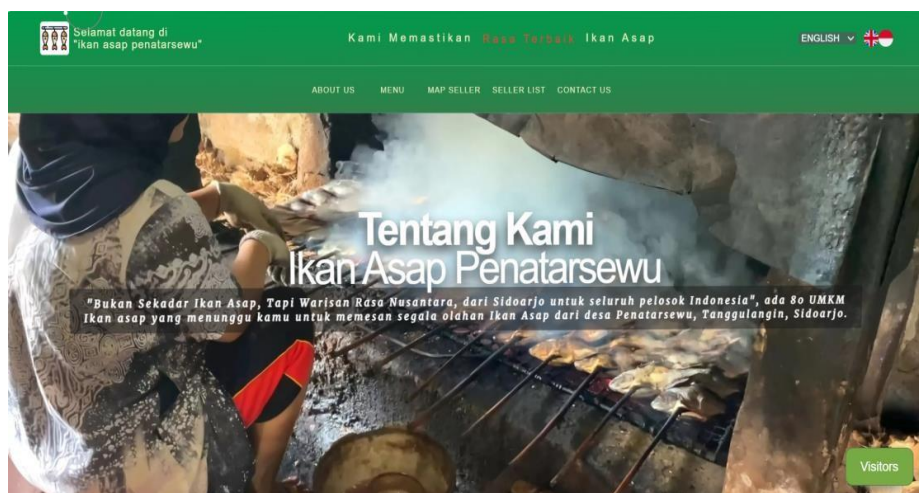 Selamat datang di
"ikan asap penatarsewu"
Kami Memastikan Rasa Terbaik Ikan Asap
ENGLISH
ABOUT US MENU MAP SELLER SELLER LIST CONTACT US
Tentang Kami
Ikan Asap Penatarsewu
"Bukan Sekadar Ikan Asap, Tapi Warisan Rasa Nusantara, dari Sidoarjo untuk seluruh pelosok Indonesia", ada 80 UMKM
Ikan asap yang menunggu kamu untuk memesan segala olahan Ikan Asap dari desa Penatarsewu, Tanggulangin, Sidoarjo.
Visitors